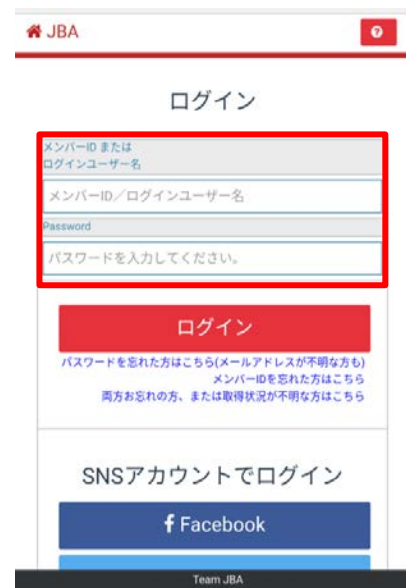 JBA
ログイン
メンバーID または
ログインユーザー名
メンバーID／ログインユーザー名
Password
パスワードを入力してください。
ログイン
パスワードを忘れた方はこちら(メールアドレスが不明な方も)
メンバーIDを忘れた方はこちら
両方お忘れの方、または取得状況が不明な方はこちら
SNSアカウントでログイン
Facebook
Team JBA